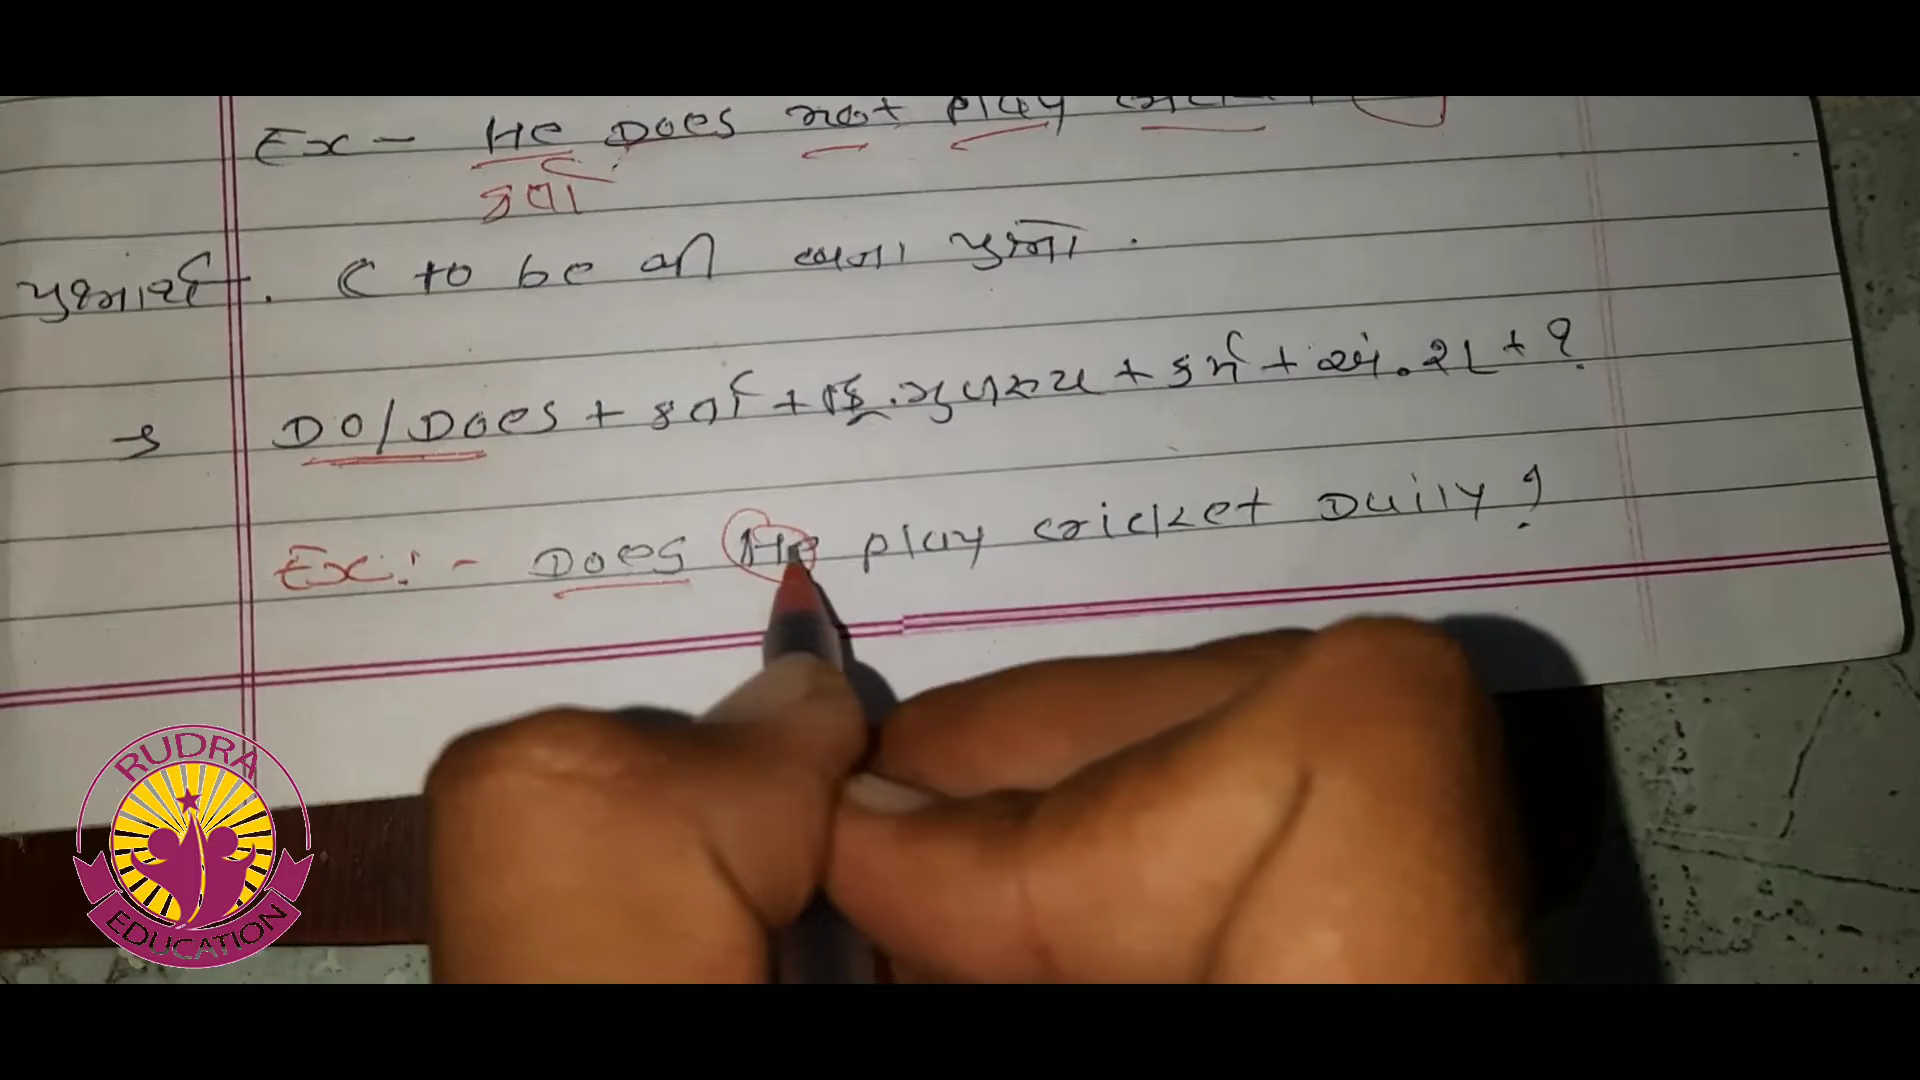 Ex - He Does not play
કર્તા
પ્રશ્નાર્થ. C to be ની
→ DO/Does + કર્તા + ક્રિ. મુળરુપ + કર્મ + અં. શ + ?
Ex:- Does He play cricket Daily ?
RUDRA
EDUCATION